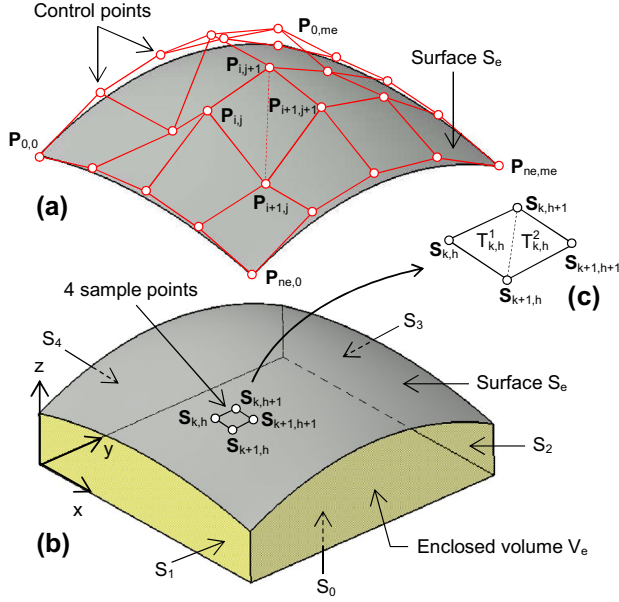 Control points
P0,me
Surface Se
Pi,j+1
Pi,j
Pi+1,j+1
P0,0
Pne,me
(a)
Pi+1,j
Pne,0
Sk,h+1
T1k,h
T2k,h
Sk,h
Sk+1,h+1
Sk+1,h
(c)
4 sample points
S4
S3
z
Surface Se
Sk,h+1
Sk,h
Sk+1,h+1
Sk+1,h
S2
y
x
(b)
S1
S0
Enclosed volume Ve